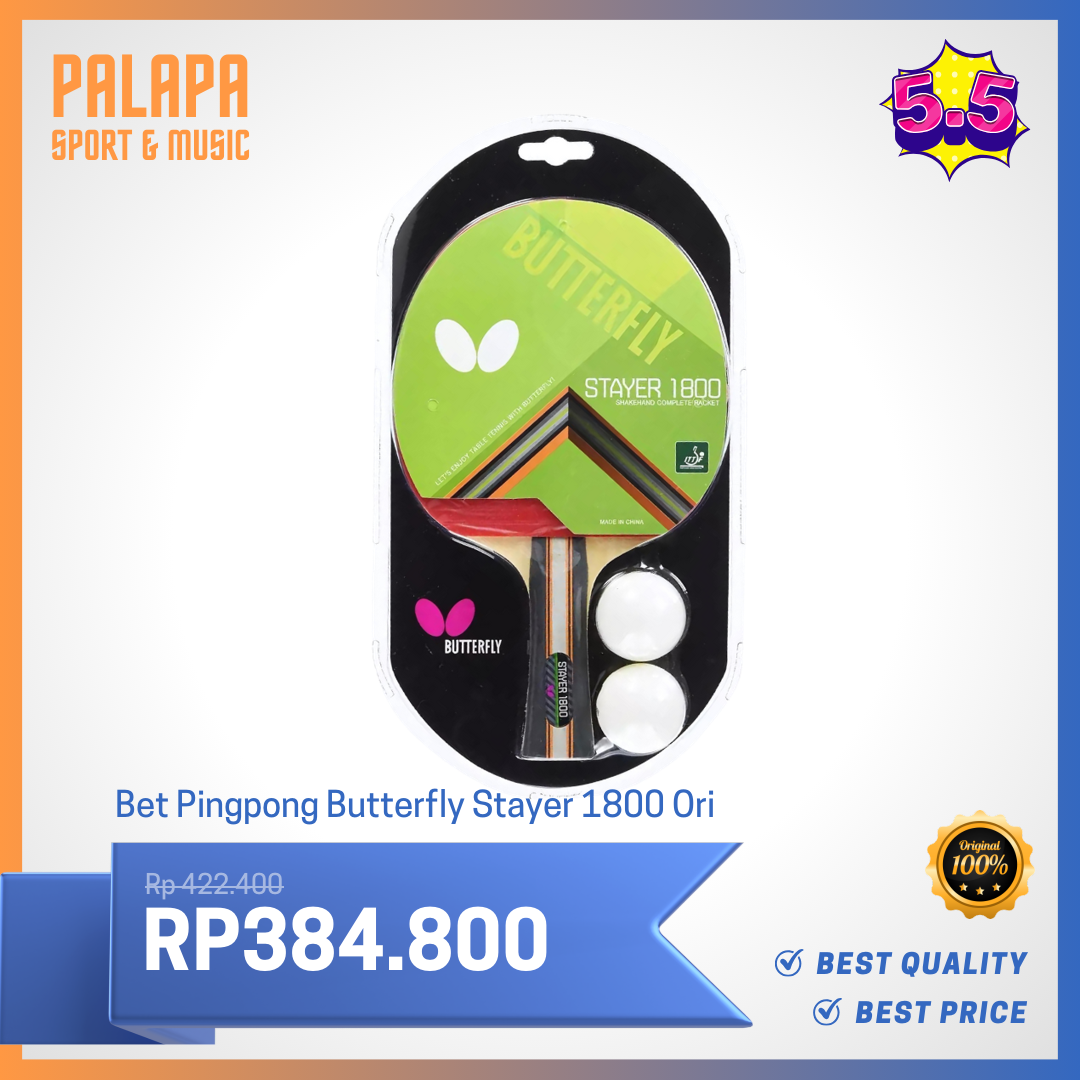 PALAPA
SPORT & MUSIC
5.5
BUTTERFLY
STAYER 1800
SHAKEHAND COMPLETE RACKET
LET'S ENJOY TABLE TENNIS WITH BUTTERFLY!
ITTF
MADE IN CHINA
BUTTERFLY
STAYER 1800
Bet Pingpong Butterfly Stayer 1800 Ori
Rp 422.400
RP384.800
Original
100%
BEST QUALITY
BEST PRICE